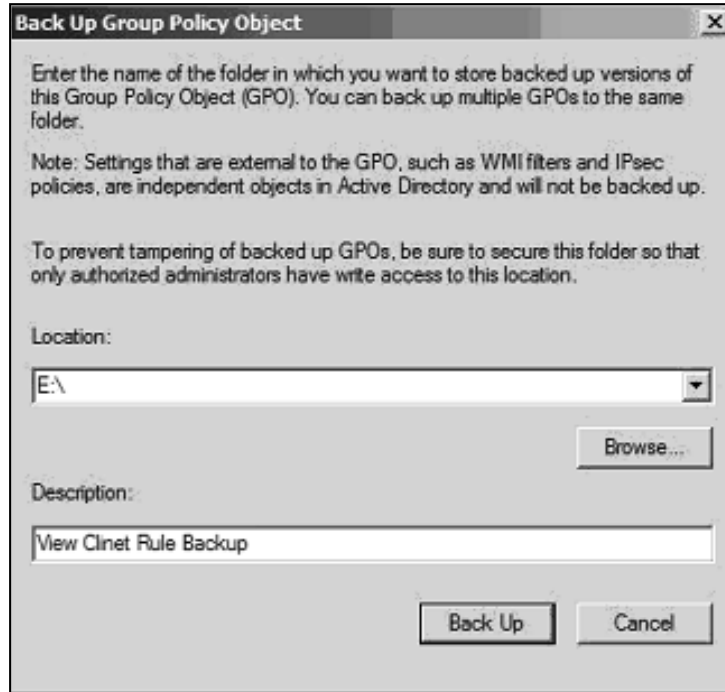 Back Up Group Policy Object
Enter the name of the folder in which you want to store backed up versions of
this Group Policy Object (GPO). You can back up multiple GPOs to the same
folder.
Note: Settings that are external to the GPO, such as WMI filters and IPsec
policies, are independent objects in Active Directory and will not be backed up.
To prevent tampering of backed up GPOs, be sure to secure this folder so that
only authorized administrators have write access to this location.
Location:
E:\
Browse...
Description:
View Clinet Rule Backup
Back Up Cancel